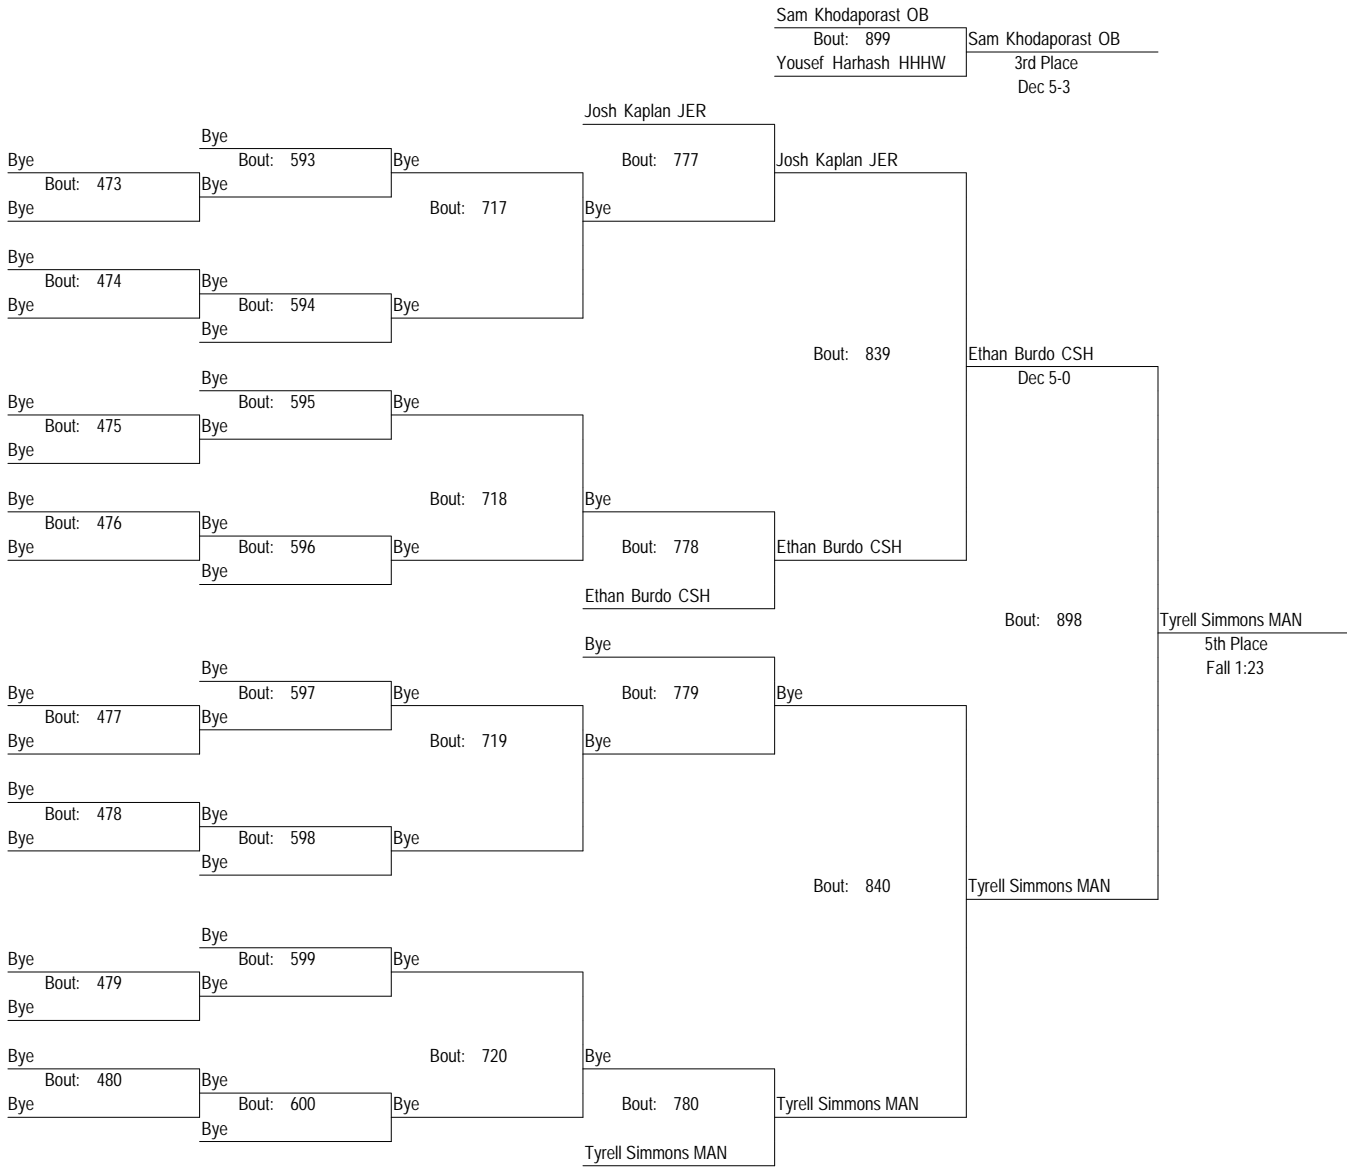 Sam Khodaporast OB
Bout: 899
Sam Khodaporast OB
Yousef Harhash HHHW
3rd Place
Dec 5-3
Josh Kaplan JER
Bye
Bye
Bout: 593
Bye
Bout: 777
Josh Kaplan JER
Bout: 473
Bye
Bye
Bout: 717
Bye
Bye
Bout: 474
Bye
Bye
Bout: 594
Bye
Bye
Bout: 839
Ethan Burdo CSH
Bye
Dec 5-0
Bye
Bout: 595
Bye
Bout: 475
Bye
Bye
Bye
Bout: 718
Bye
Bout: 476
Bye
Bye
Bout: 596
Bye
Bout: 778
Ethan Burdo CSH
Bye
Ethan Burdo CSH
Bout: 898
Tyrell Simmons MAN
Bye
5th Place
Bye
Fall 1:23
Bye
Bout: 597
Bye
Bout: 779
Bye
Bout: 477
Bye
Bye
Bout: 719
Bye
Bye
Bout: 478
Bye
Bye
Bout: 598
Bye
Bye
Bout: 840
Tyrell Simmons MAN
Bye
Bye
Bout: 599
Bye
Bout: 479
Bye
Bye
Bye
Bout: 720
Bye
Bout: 480
Bye
Bye
Bout: 600
Bye
Bout: 780
Tyrell Simmons MAN
Bye
Tyrell Simmons MAN